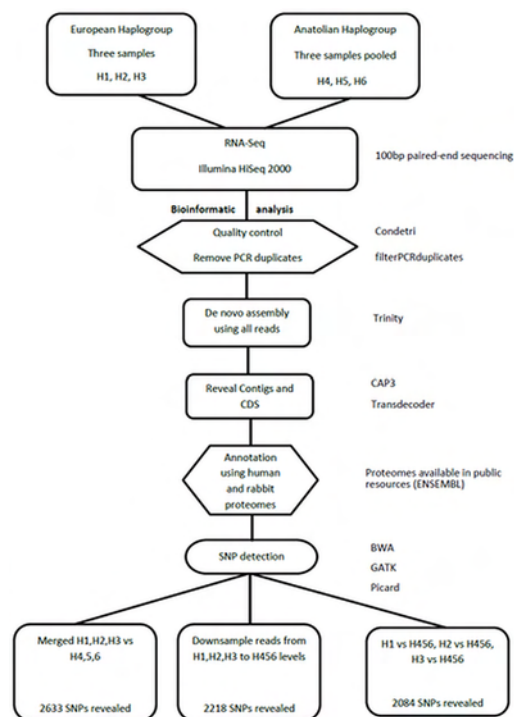 European Haplogroup
Three samples
H1, H2, H3
Anatolian Haplogroup
Three samples pooled
H4, H5, H6
RNA-Seq
Illumina HiSeq 2000
100bp paired-end sequencing
Bioinformatic analysis
Quality control
Remove PCR duplicates
Condetri
filterPCRduplicates
De novo assembly
using all reads
Trinity
Reveal Contigs and
CDS
CAP3
Transdecoder
Annotation
using human
and rabbit
proteomes
Proteomes available in public
resources (ENSEMBL)
SNP detection
BWA
GATK
Picard
Merged H1,H2,H3 vs
H4,5,6
2633 SNPs revealed
Downsample reads from
H1,H2,H3 to H456 levels
2218 SNPs revealed
H1 vs H456, H2 vs H456,
H3 vs H456
2084 SNPs revealed